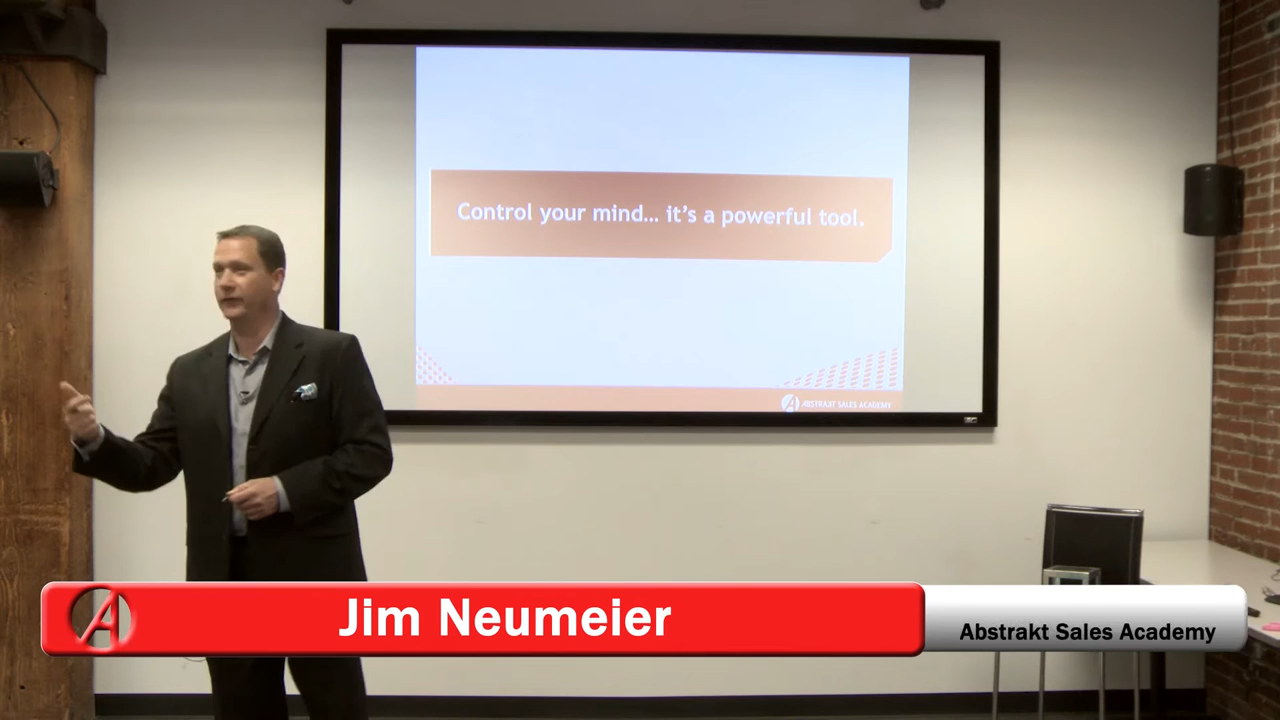 Control your mind... it's a powerful tool.
ABSTRAKT SALES ACADEMY
Jim Neumeier
Abstrakt Sales Academy